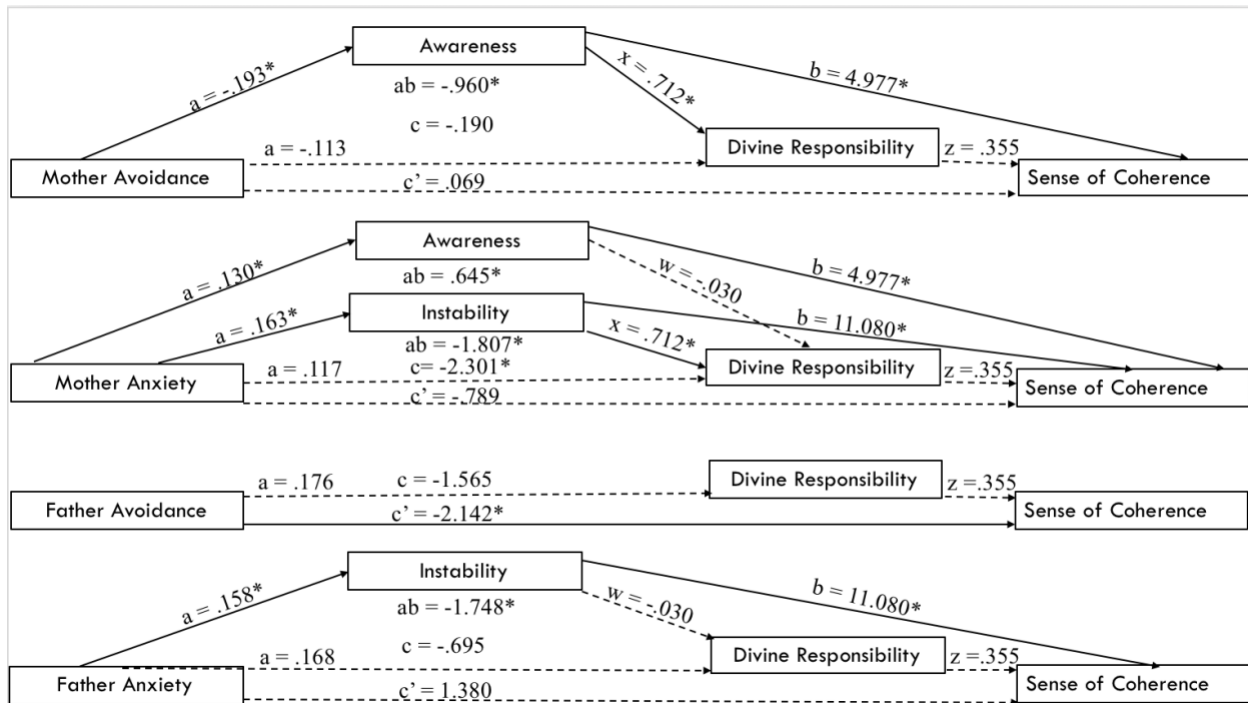 Awareness
a = -.193*
ab = -.960*
x = .712*
b = 4.977*
c = -.190
a = -.113
Divine Responsibility
z = .355
Mother Avoidance
c’ = .069
Sense of Coherence
Awareness
a = .130*
ab = .645*
w = -.030
b = 4.977*
a = .163*
Instability
b = 11.080*
ab = -1.807*
x = .712*
a = .117
c= -2.301*
Divine Responsibility
z =.355
Mother Anxiety
c’ = -.789
Sense of Coherence
a = .176
c = -1.565
Divine Responsibility
z =.355
Father Avoidance
c’ = -2.142*
Sense of Coherence
Instability
a = .158*
ab = -1.748*
w = -.030
b = 11.080*
c = -.695
a = .168
Divine Responsibility
z =.355
Father Anxiety
c’ = 1.380
Sense of Coherence